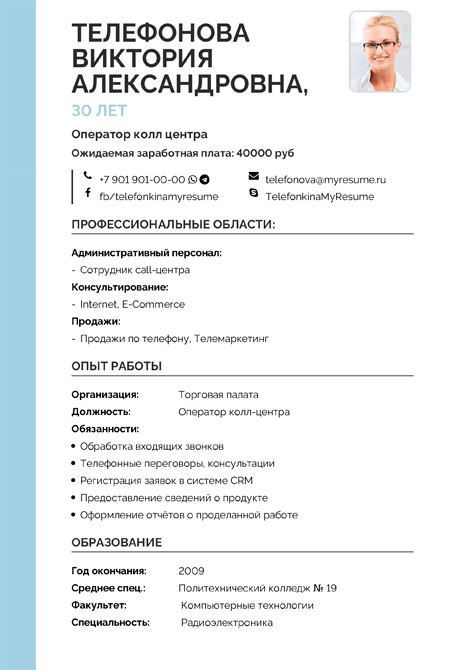 ТЕЛЕФОНОВА
ВИКТОРИЯ
АЛЕКСАНДРОВНА,
30 ЛЕТ
Оператор колл центра
Ожидаемая заработная плата: 40000 руб
+7 901 901-00-00
telefonova@myresume.ru
fb/telefonkinamyresume
TelefonkinaMyResume
ПРОФЕССИОНАЛЬНЫЕ ОБЛАСТИ:
Административный персонал:
- Сотрудник call-центра
Консультирование:
- Internet, E-Commerce
Продажи:
- Продажи по телефону, Телемаркетинг
ОПЫТ РАБОТЫ
Организация: Торговая палата
Должность: Оператор колл-центра
Обязанности:
• Обработка входящих звонков
• Телефонные переговоры, консультации
• Регистрация заявок в системе CRM
• Предоставление сведений о продукте
• Оформление отчётов о проделанной работе
ОБРАЗОВАНИЕ
Год окончания: 2009
Среднее спец.: Политехнический колледж № 19
Факультет: Компьютерные технологии
Специальность: Радиоэлектроника